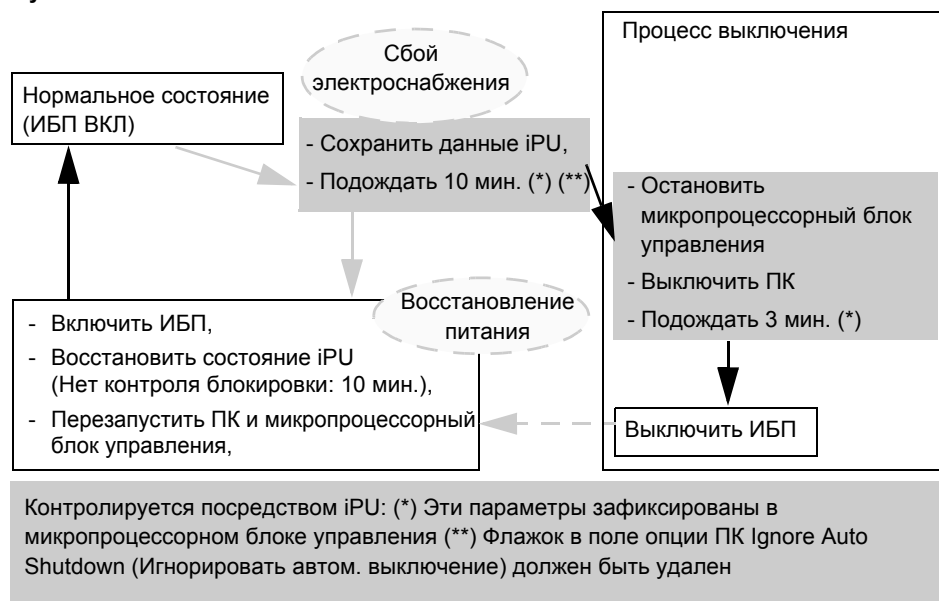 Процесс выключения
Сбой
электроснабжения
Нормальное состояние
(ИБП ВКЛ)
- Сохранить данные iPU,
- Подождать 10 мин. (*) (**)
- Остановить
микропроцессорный блок
управления
- Выключить ПК
- Подождать 3 мин. (*)
Восстановление
питания
- Включить ИБП,
- Восстановить состояние iPU
(Нет контроля блокировки: 10 мин.),
- Перезапустить ПК и микропроцессорный
блок управления,
Выключить ИБП
Контролируется посредством iPU: (*) Эти параметры зафиксированы в
микропроцессорном блоке управления (**) Флажок в поле опции ПК Ignore Auto
Shutdown (Игнорировать автом. выключение) должен быть удален